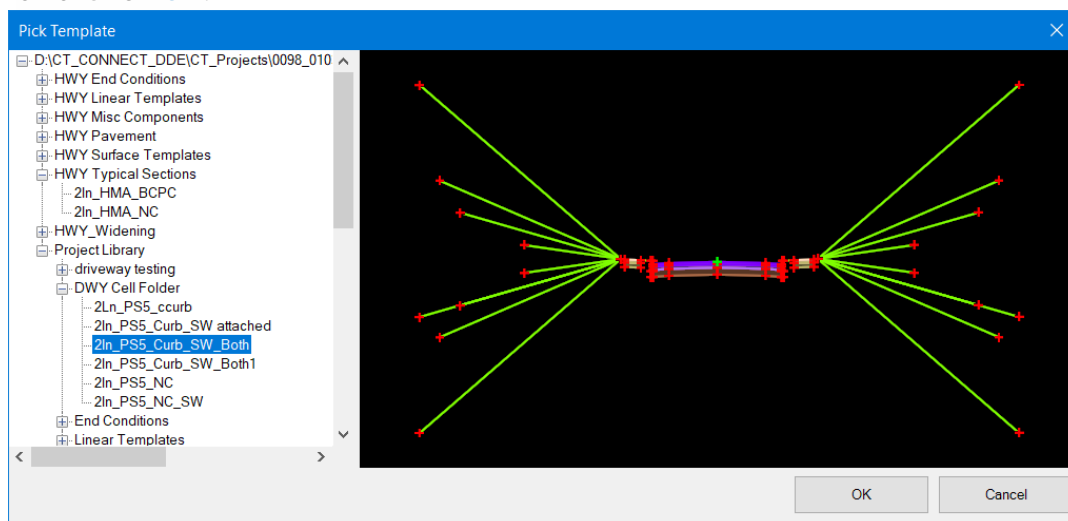 Pick Template
D:\CT_CONNECT_DDE\CT_Projects\0098_010
HWY End Conditions
HWY Linear Templates
HWY Misc Components
HWY Pavement
HWY Surface Templates
HWY Typical Sections
2ln_HMA_BCPC
2ln_HMA_NC
HWY_Widening
Project Library
driveway testing
DWY Cell Folder
2Ln_PS5_ccurb
2ln_PS5_Curb_SW attached
2ln_PS5_Curb_SW_Both
2ln_PS5_Curb_SW_Both1
2ln_PS5_NC
2ln_PS5_NC_SW
End Conditions
Linear Templates
OK Cancel